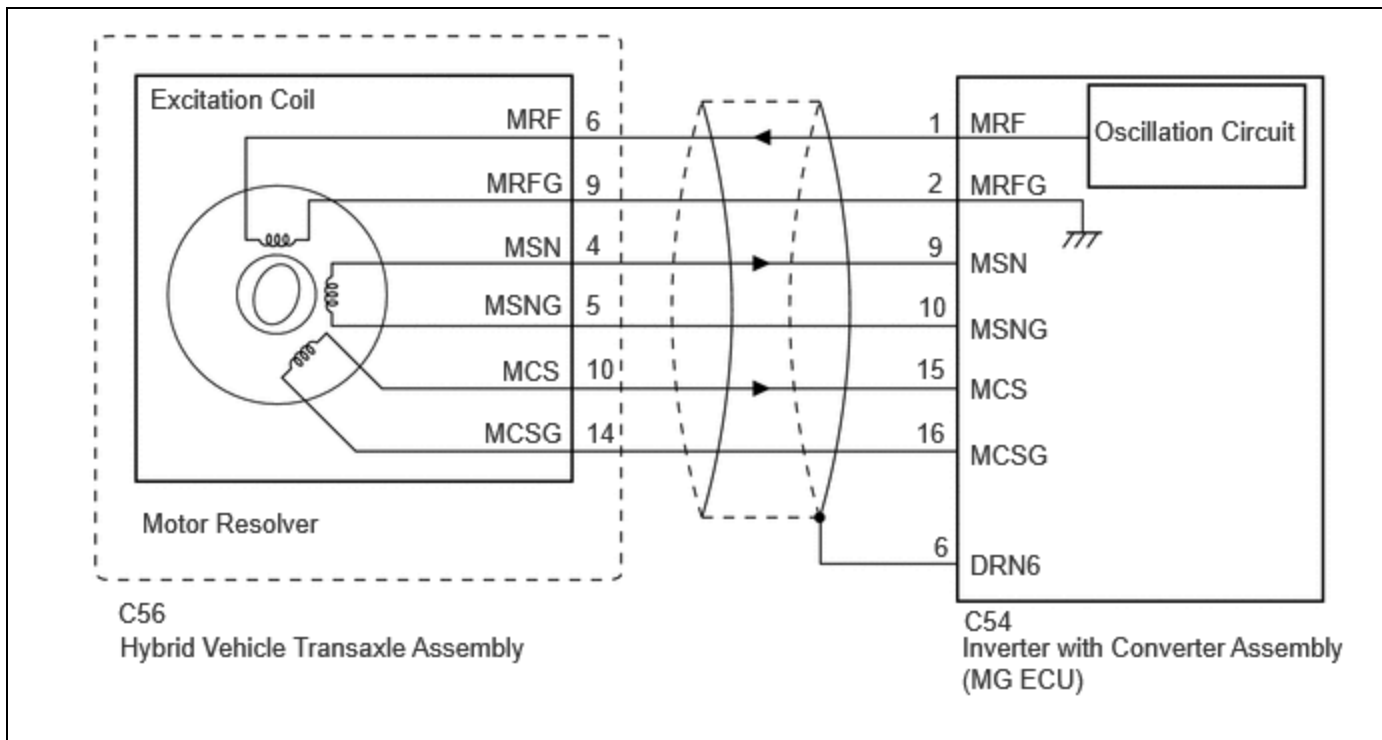 Excitation Coil
MRF 6
1 MRF
Oscillation Circuit
MRFG 9
2 MRFG
MSN 4
9 MSN
MSNG 5
10 MSNG
MCS 10
15 MCS
MCSG 14
16 MCSG
Motor Resolver
6 DRN6
C56
Hybrid Vehicle Transaxle Assembly
C54
Inverter with Converter Assembly
(MG ECU)